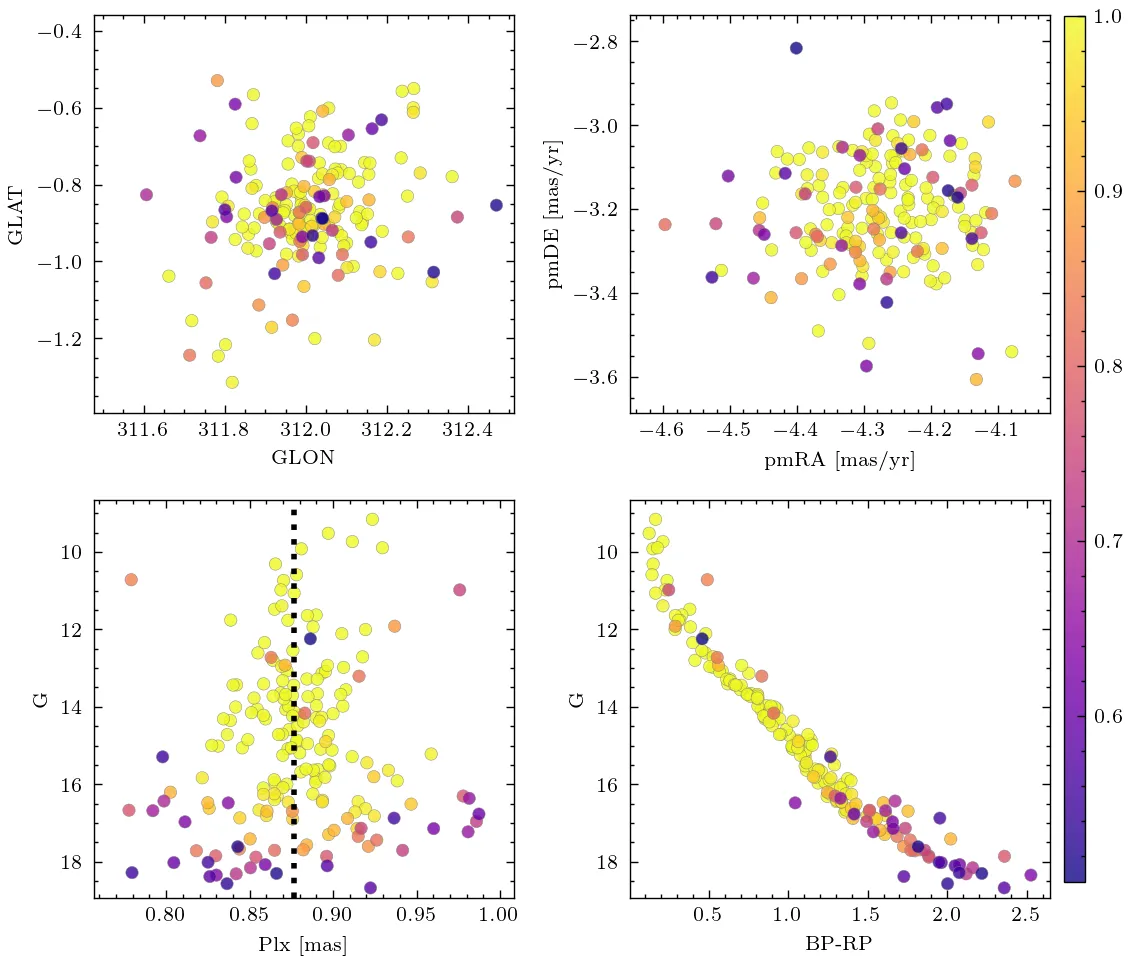 −0.4
−0.6
−0.8
−1.0
−1.2
GLAT
311.6 311.8 312.0 312.2 312.4
GLON
−2.8
−3.0
−3.2
−3.4
−3.6
pmDE [mas/yr]
−4.6 −4.5 −4.4 −4.3 −4.2 −4.1
pmRA [mas/yr]
10
12
14
16
18
G
0.80 0.85 0.90 0.95 1.00
Plx [mas]
10
12
14
16
18
G
0.5 1.0 1.5 2.0 2.5
BP-RP
1.0
0.9
0.8
0.7
0.6